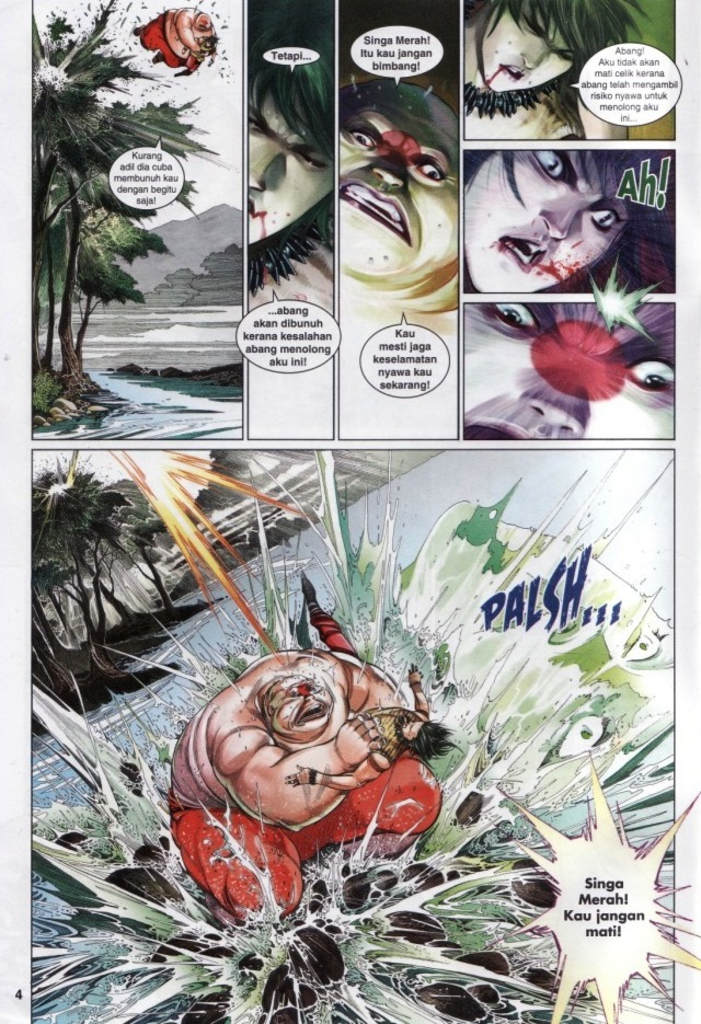 Kurang
adil dia cuba
membunuh kau
dengan begitu
saja!
Tetapi...
...abang
akan dibunuh
kerana kesalahan
abang menolong
aku ini!
Singa Merah!
Itu kau jangan
bimbang!
Kau
mesti jaga
keselamatan
nyawa kau
sekarang!
Abang!
Aku tidak akan
mati celik kerana
abang telah mengambil
risiko nyawa untuk
menolong aku
ini...
Ah!
PALSH...
Singa
Merah!
Kau jangan
mati!
4